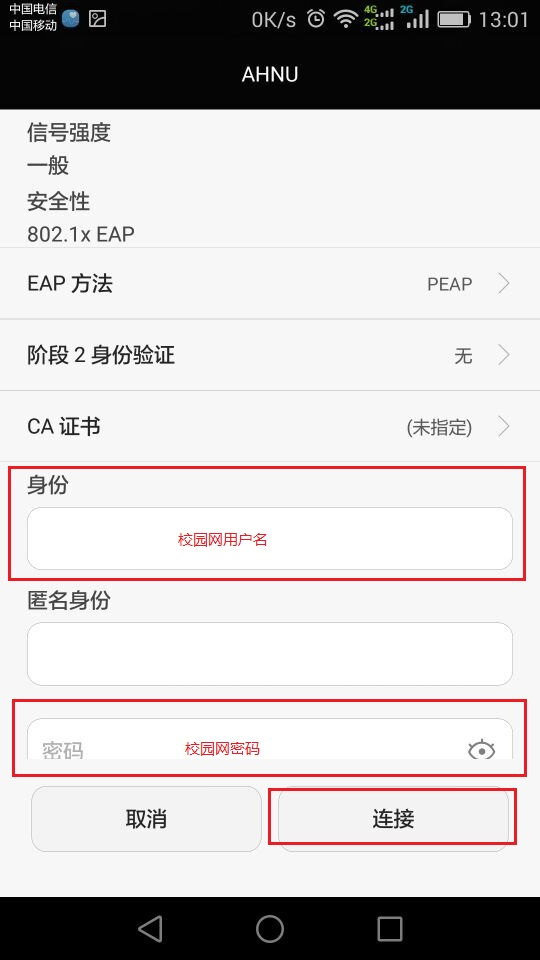 中国电信
中国移动
0K/s
4G
2G
2G
13:01
AHNU
信号强度
一般
安全性
802.1x EAP
EAP 方法
PEAP
阶段 2 身份验证
无
CA 证书
(未指定)
身份
校园网用户名
匿名身份
密码
校园网密码
取消
连接